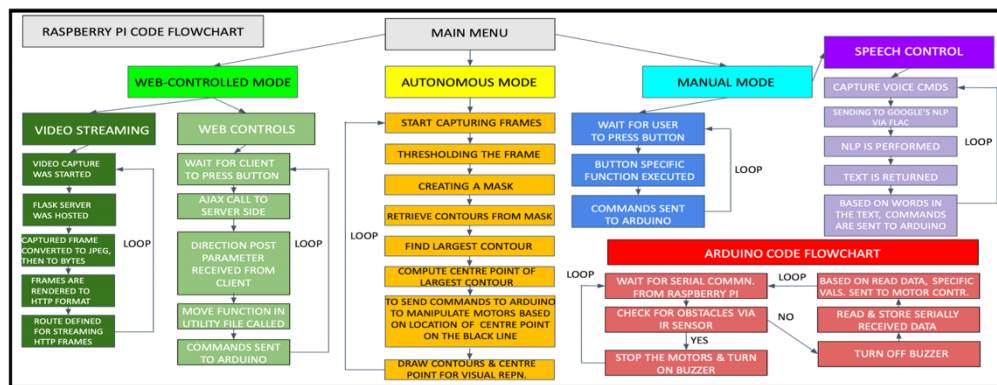 RASPBERRY PI CODE FLOWCHART
MAIN MENU
WEB-CONTROLLED MODE
VIDEO STREAMING
VIDEO CAPTURE
WAS STARTED
FLASK SERVER
WAS HOSTED
CAPTURED FRAME
CONVERTED TO JPEG,
THEN TO BYTES
FRAMES ARE
RENDERED TO
HTTP FORMAT
ROUTE DEFINED
FOR STREAMING
HTTP FRAMES
LOOP
WEB CONTROLS
WAIT FOR CLIENT
TO PRESS BUTTON
AJAX CALL TO
SERVER SIDE
DIRECTION POST
PARAMETER
RECEIVED FROM
CLIENT
MOVE FUNCTION IN
UTILITY FILE CALLED
COMMANDS SENT
TO ARDUINO
LOOP
AUTONOMOUS MODE
START CAPTURING FRAMES
THRESHOLDING THE FRAME
CREATING A MASK
RETRIEVE CONTOURS FROM MASK
FIND LARGEST CONTOUR
COMPUTE CENTRE POINT OF
LARGEST CONTOUR
TO SEND COMMANDS TO ARDUINO
TO MANIPULATE MOTORS BASED
ON LOCATION OF CENTRE POINT
ON THE BLACK LINE
DRAW CONTOURS & CENTRE
POINT FOR VISUAL REPN.
LOOP
MANUAL MODE
WAIT FOR USER
TO PRESS BUTTON
BUTTON SPECIFIC
FUNCTION EXECUTED
COMMANDS SENT
TO ARDUINO
LOOP
SPEECH CONTROL
CAPTURE VOICE CMDS
SENDING TO GOOGLE'S NLP
VIA FLAC
NLP IS PERFORMED
TEXT IS RETURNED
BASED ON WORDS IN
THE TEXT, COMMANDS
ARE SENT TO ARDUINO
LOOP
ARDUINO CODE FLOWCHART
LOOP
WAIT FOR SERIAL COMMN.
FROM RASPBERRY PI
CHECK FOR OBSTACLES VIA
IR SENSOR
YES
STOP THE MOTORS & TURN
ON BUZZER
NO
TURN OFF BUZZER
READ & STORE SERIALLY
RECEIVED DATA
BASED ON READ DATA, SPECIFIC
VALS. SENT TO MOTOR CONTR.
LOOP